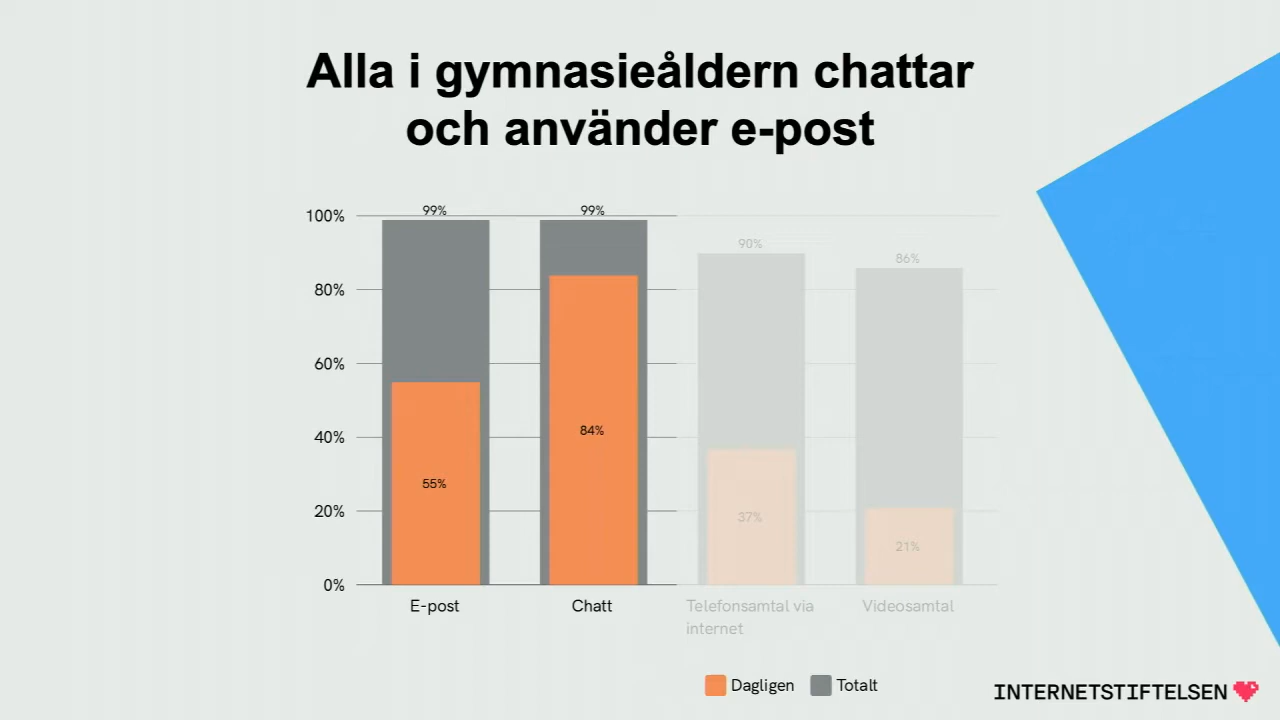 Alla i gymnasieåldern chattar
och använder e-post
100%
80%
60%
40%
20%
0%
99%
99%
90%
86%
55%
84%
37%
21%
E-post
Chatt
Telefonsamtal via
internet
Videosamtal
Dagligen
Totalt
INTERNETSTIFTELSEN